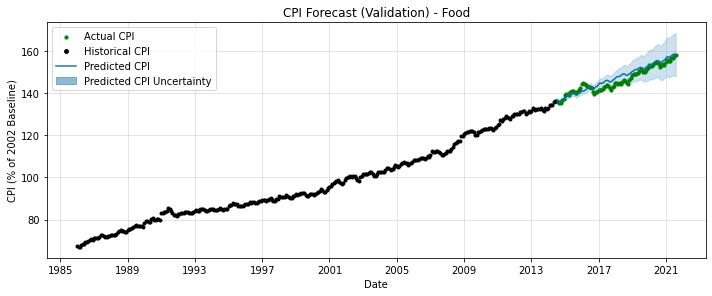 CPI Forecast (Validation) - Food
Actual CPI
Historical CPI
Predicted CPI
Predicted CPI Uncertainty
CPI (% of 2002 Baseline)
160
140
120
100
80
1985 1989 1993 1997 2001 2005 2009 2013 2017 2021
Date